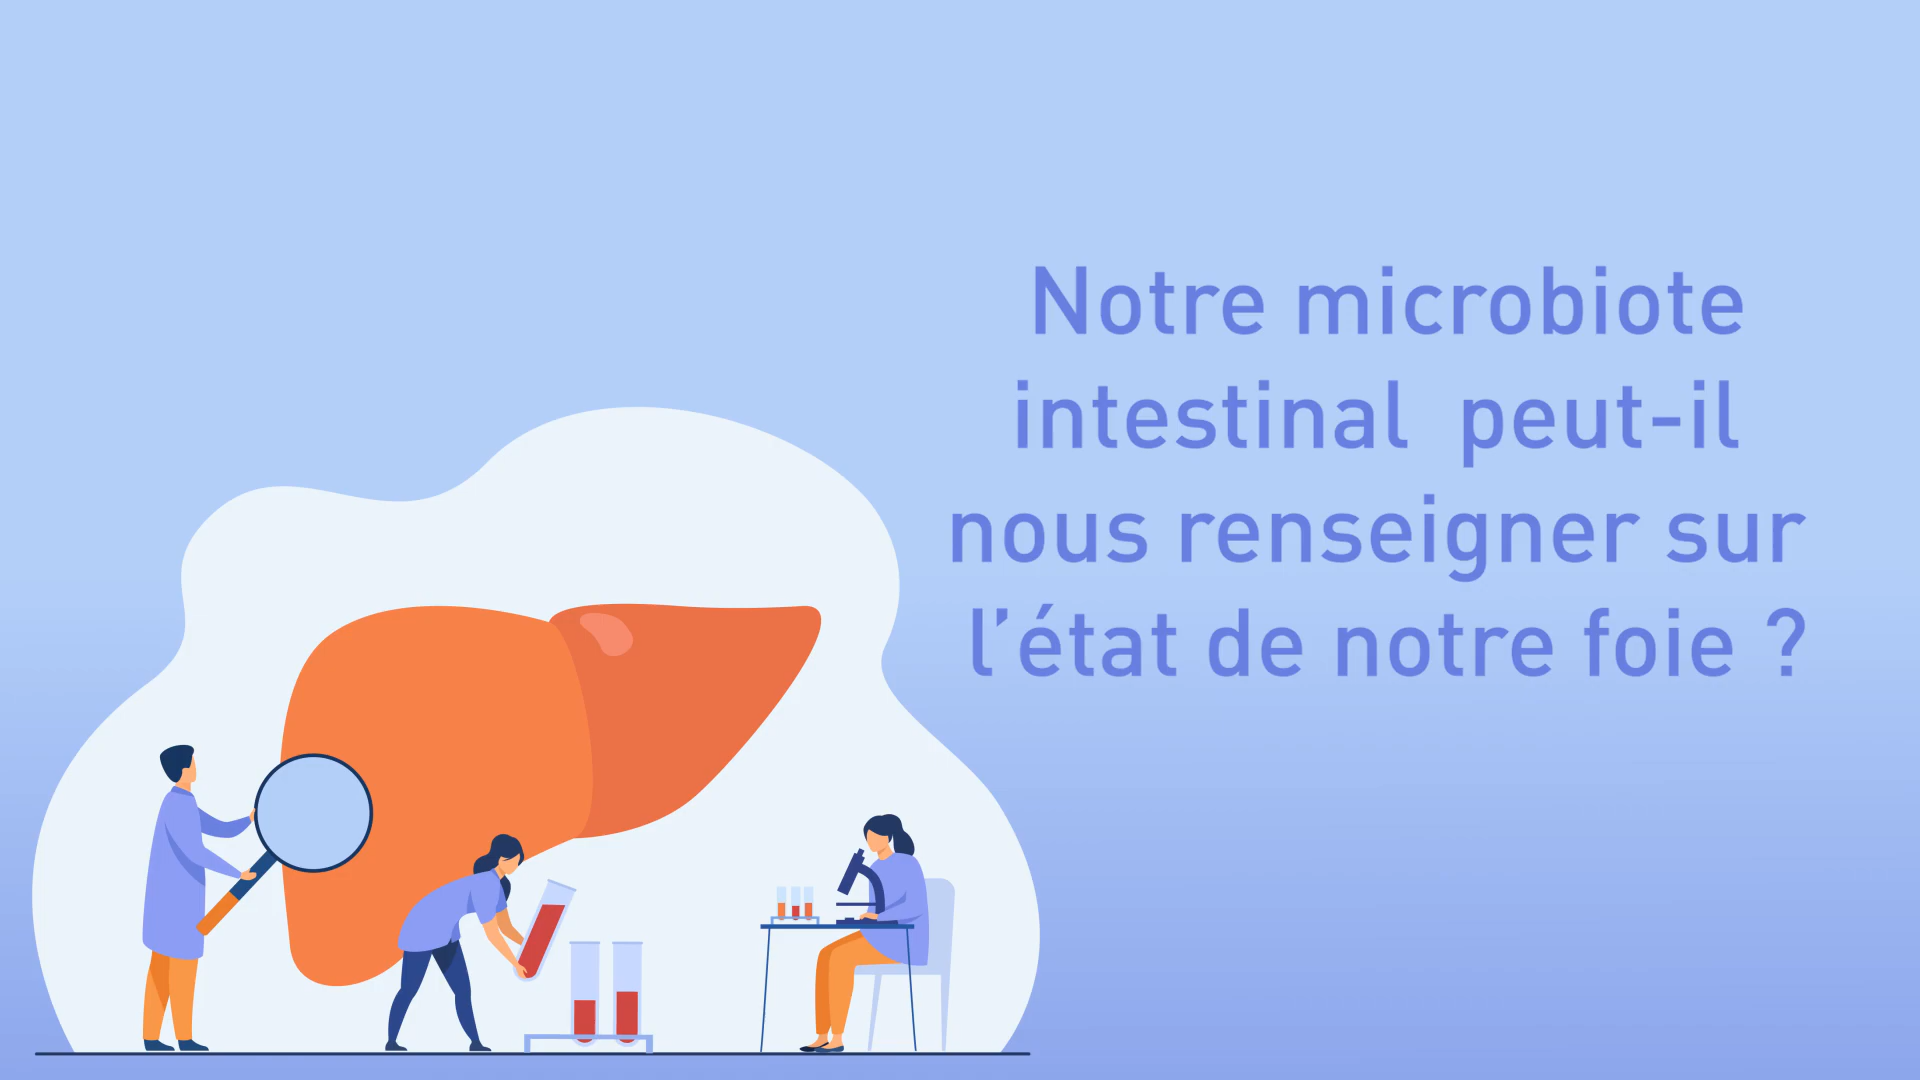 Notre microbiote
intestinal peut-il
nous renseigner sur
l’état de notre foie ?